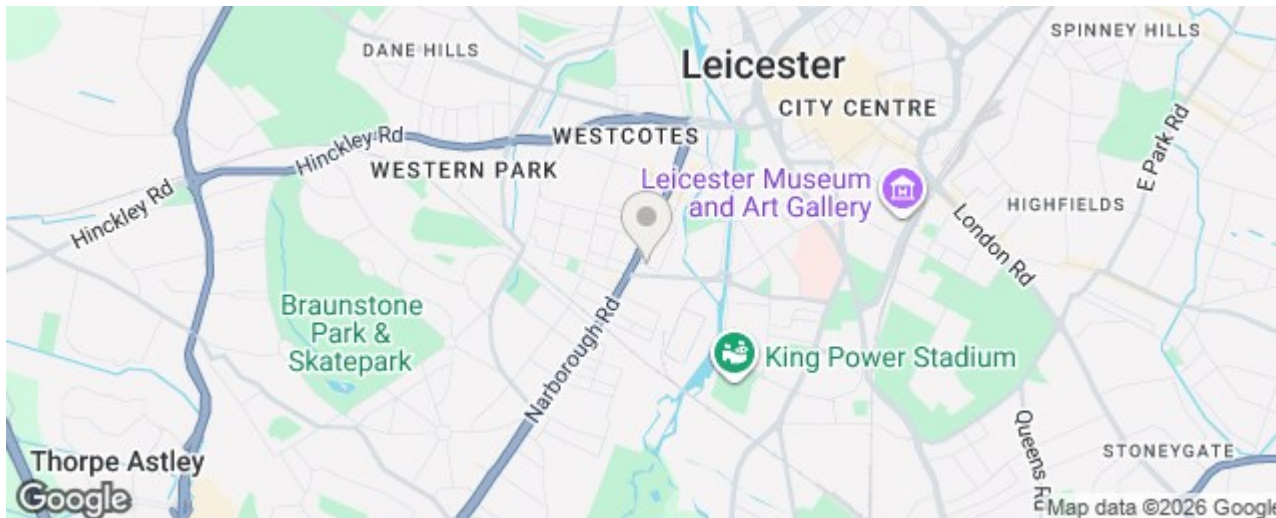 SPINNEY HILLS
DANE HILLS
Leicester
CITY CENTRE
E Park Rd
Hinckley Rd
WESTCOTES
WESTERN PARK
Leicester Museum
and Art Gallery
Hinckley Rd
HIGHFIELDS
London Rd
Braunstone
Park &
Skatepark
Narborough Rd
King Power Stadium
Queens Rd
STONEYGATE
Thorpe Astley
Google
Map data ©2026 Google